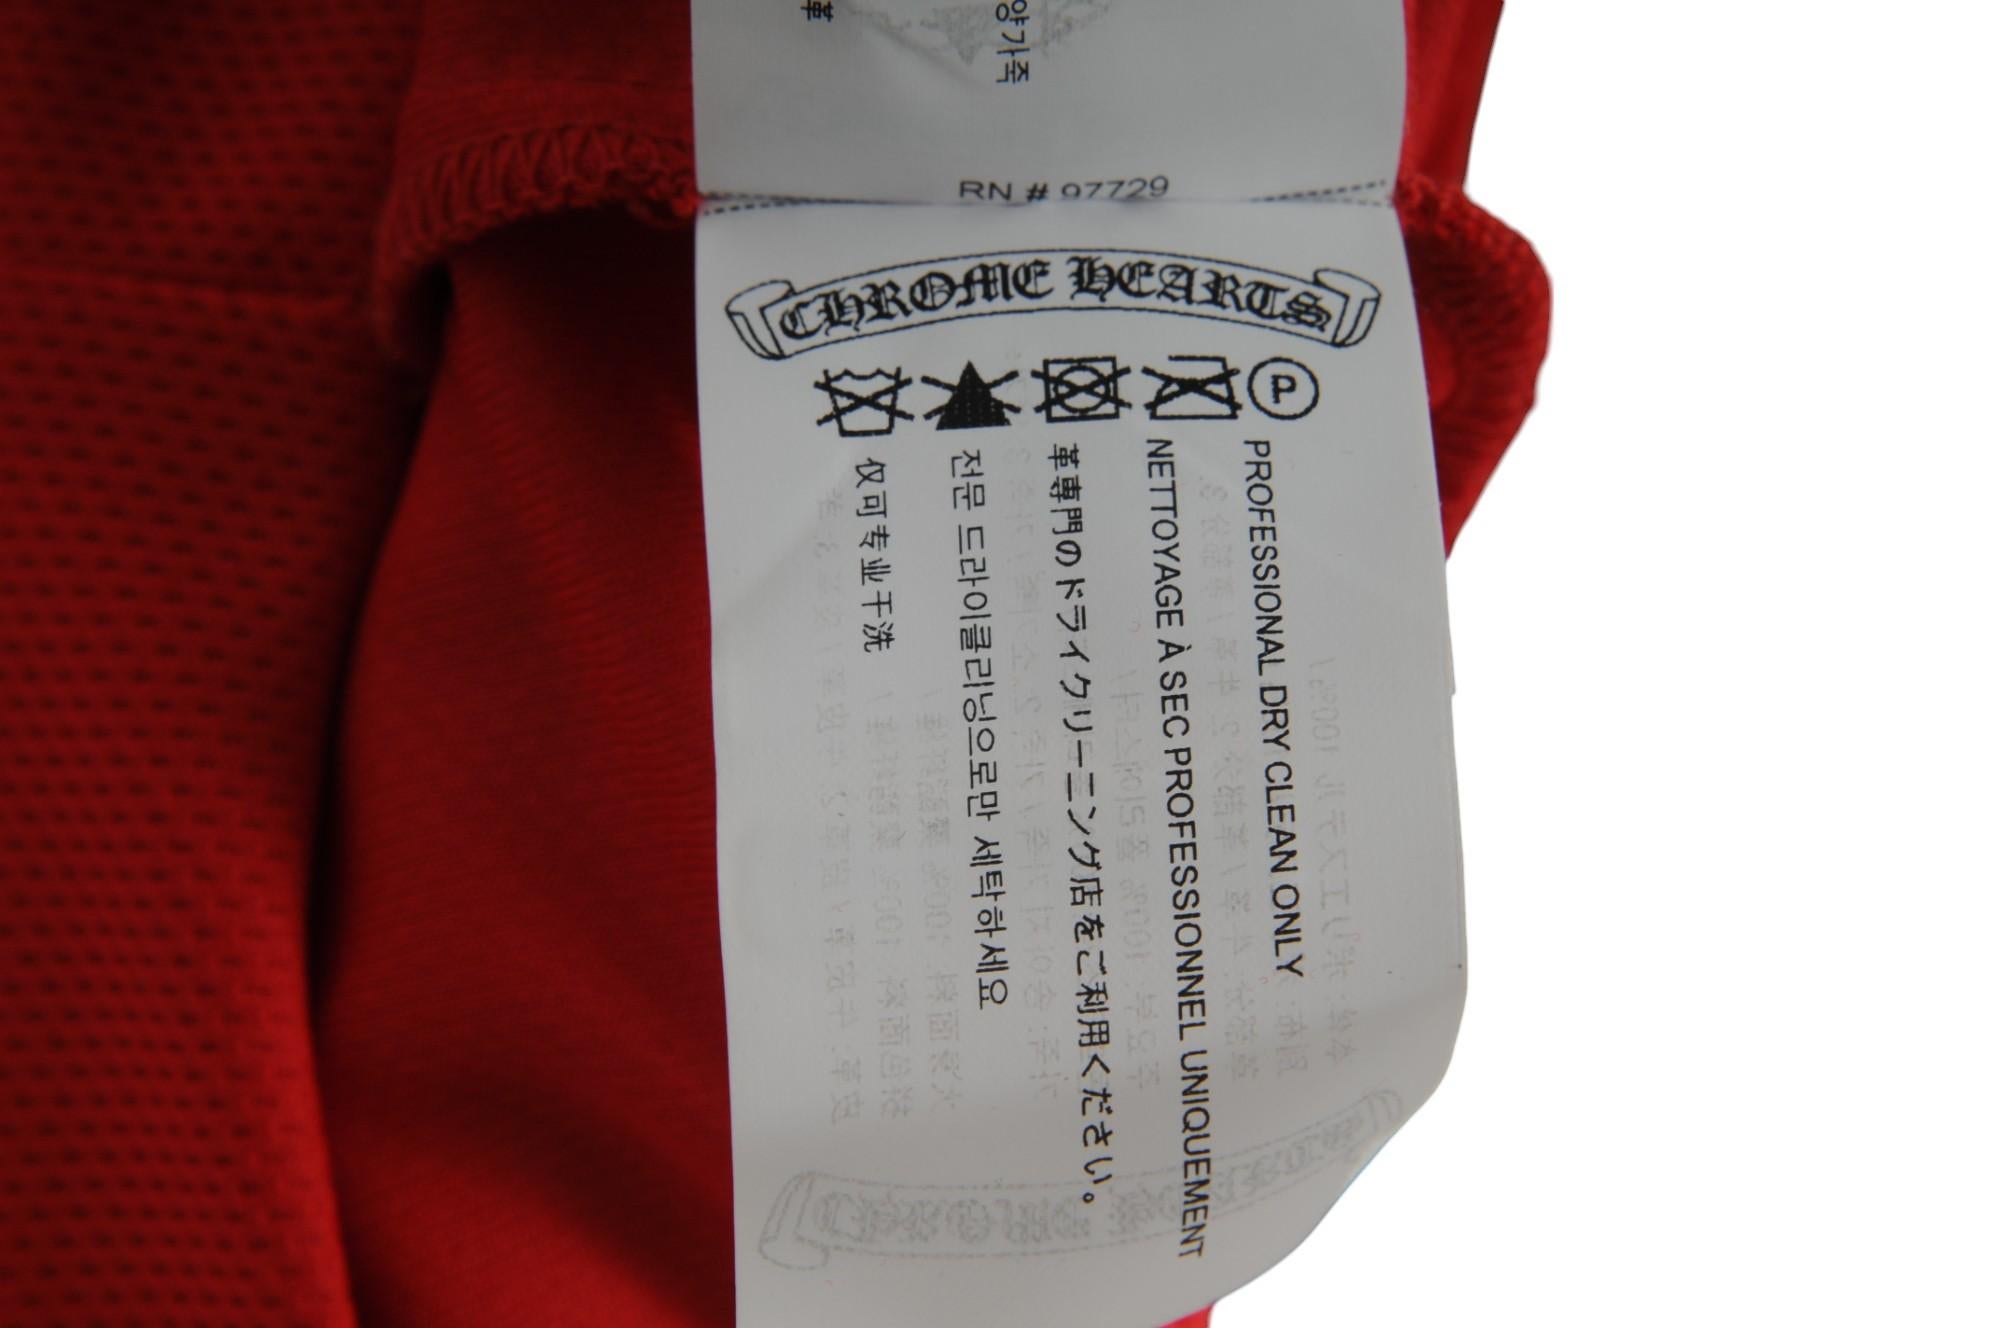 革
양가죽
RN # 97729
CHROME HEARTS
P
PROFESSIONAL DRY CLEAN ONLY
NETTOYAGE À SEC PROFESSIONNEL UNIQUEMENT
革専門のドライクリーニング店をご利用ください。
전문 드라이클리닝으로만 세탁하세요
仅可专业干洗